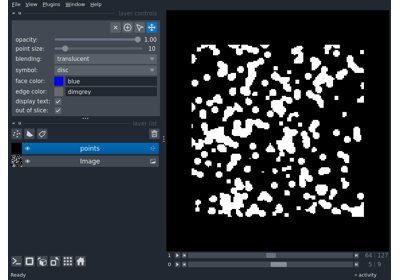 File View Plugins Window Help
layer controls
opacity: 1.00
point size: 10
blending: translucent
symbol: disc
face color: blue
edge color: dimgrey
display text:
out of slice:
layer list
points
Image
1 64 127
0 5 9
Ready activity